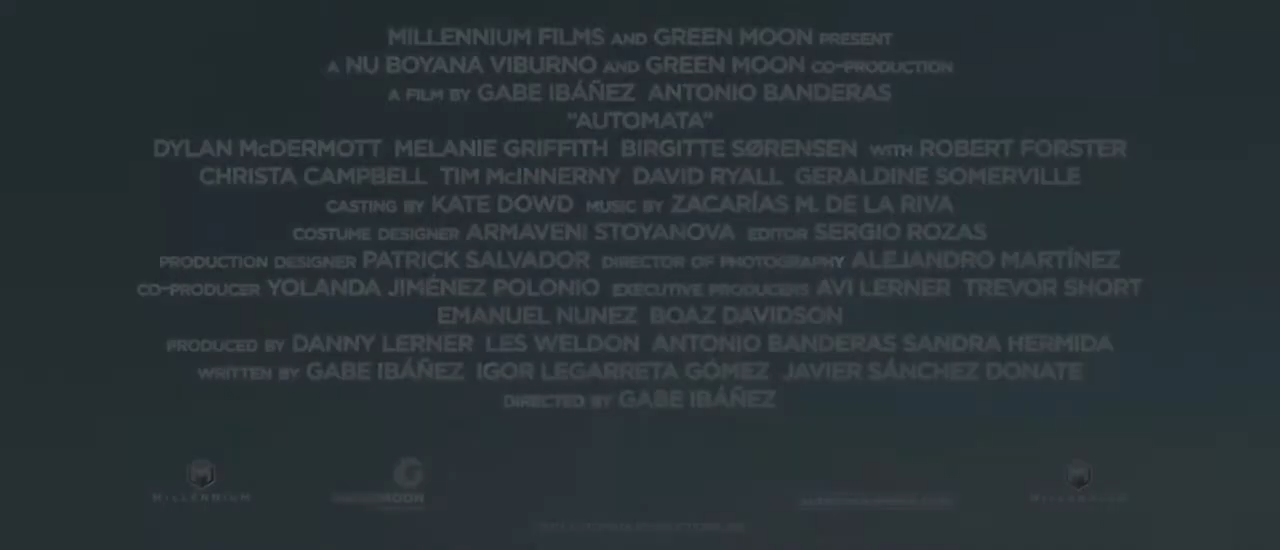 MILLENNIUM FILMS AND GREEN MOON PRESENT
A NU BOYANA VIBURNO AND GREEN MOON CO-PRODUCTION
A FILM BY GABE IBÁÑEZ ANTONIO BANDERAS
"AUTOMATA"
DYLAN McDERMOTT MELANIE GRIFFITH BIRGITTE SØRENSEN WITH ROBERT FORSTER
CHRISTA CAMPBELL TIM McINNERNY DAVID RYALL GERALDINE SOMERVILLE
CASTING BY KATE DOWD MUSIC BY ZACARÍAS M. DE LA RIVA
COSTUME DESIGNER ARMAVENI STOYANOVA EDITOR SERGIO ROZAS
PRODUCTION DESIGNER PATRICK SALVADOR DIRECTOR OF PHOTOGRAPHY ALEJANDRO MARTÍNEZ
CO-PRODUCER YOLANDA JIMÉNEZ POLONIO EXECUTIVE PRODUCERS AVI LERNER TREVOR SHORT
EMANUEL NUNEZ BOAZ DAVIDSON
PRODUCED BY DANNY LERNER LES WELDON ANTONIO BANDERAS SANDRA HERMIDA
WRITTEN BY GABE IBÁÑEZ IGOR LEGARRETA GÓMEZ JAVIER SÁNCHEZ DONATE
DIRECTED BY GABE IBÁÑEZ
MILLENNIUM MOON MILLENNIUM